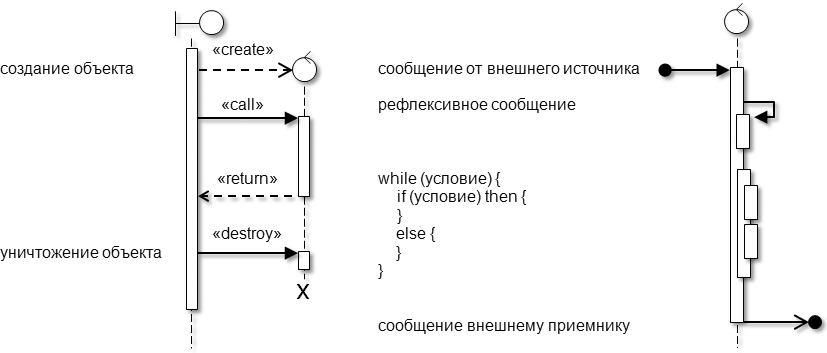 «create»
создание объекта
«call»
«return»
«destroy»
уничтожение объекта
X
сообщение от внешнего источника
рефлексивное сообщение
while (условие) {
if (условие) then {
}
else {
}
}
сообщение внешнему приемнику